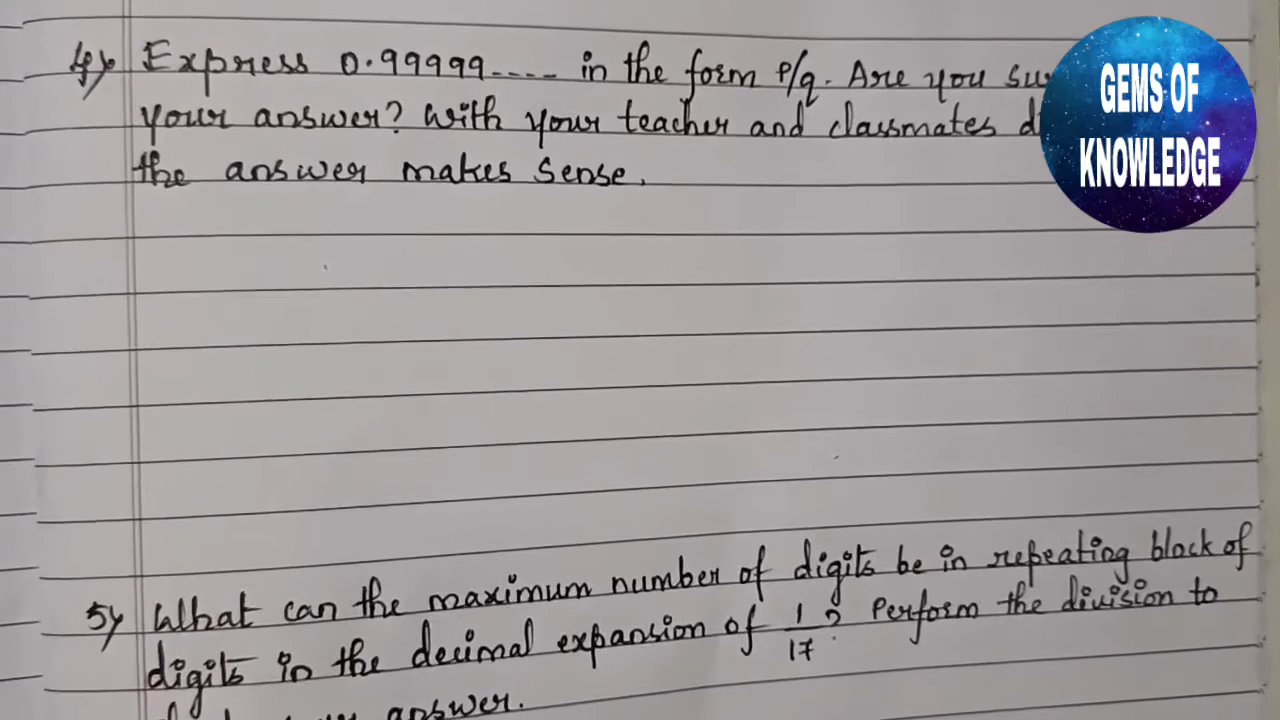 4) Express 0.99999.... in the form p/q. Are you
your answer? With your teacher and classmates
the answer makes sense.
GEMS OF
KNOWLEDGE
5) What can the maximum number of digits be in repeating block of
digits in the decimal expansion of 1/17? Perform the division to
answer.